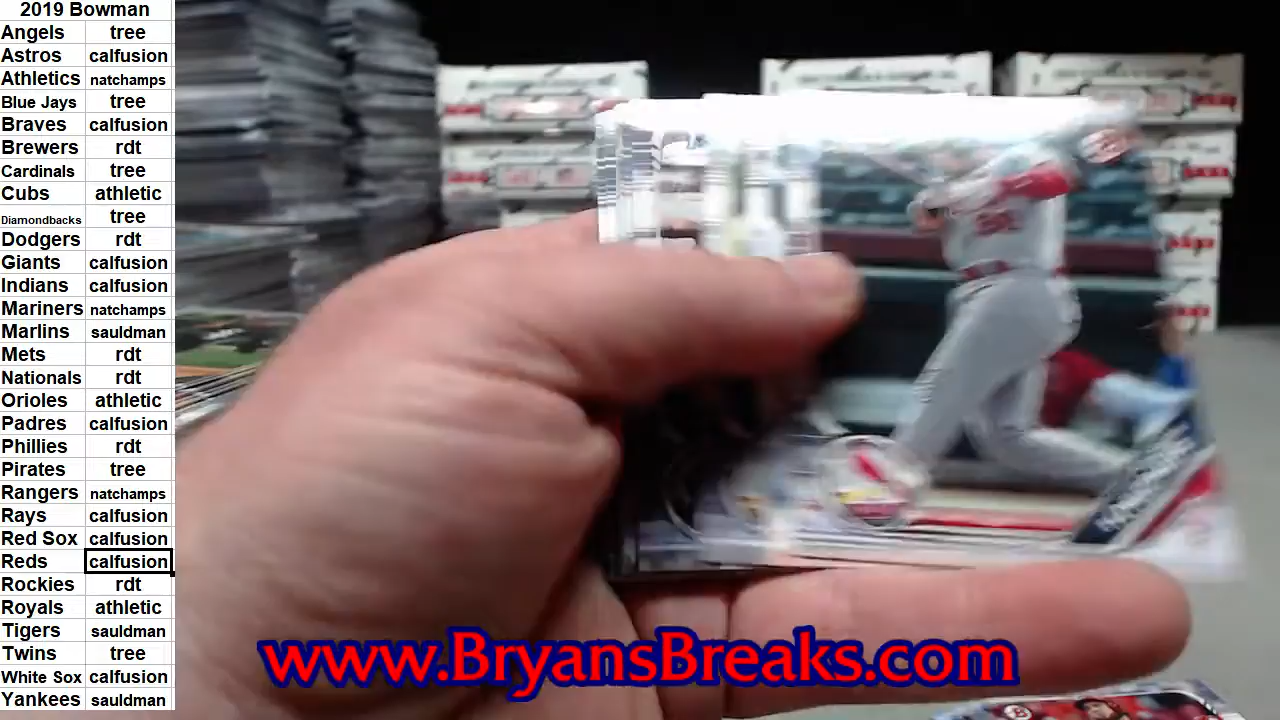 2019 Bowman
Angels tree
Astros calfusion
Athletics natchamps
Blue Jays tree
Braves calfusion
Brewers rdt
Cardinals tree
Cubs athletic
Diamondbacks tree
Dodgers rdt
Giants calfusion
Indians calfusion
Mariners natchamps
Marlins sauldman
Mets rdt
Nationals rdt
Orioles athletic
Padres calfusion
Phillies rdt
Pirates tree
Rangers natchamps
Rays calfusion
Red Sox calfusion
Reds calfusion
Rockies rdt
Royals athletic
Tigers sauldman
Twins tree
White Sox calfusion
Yankees sauldman
www.BryansBreaks.com